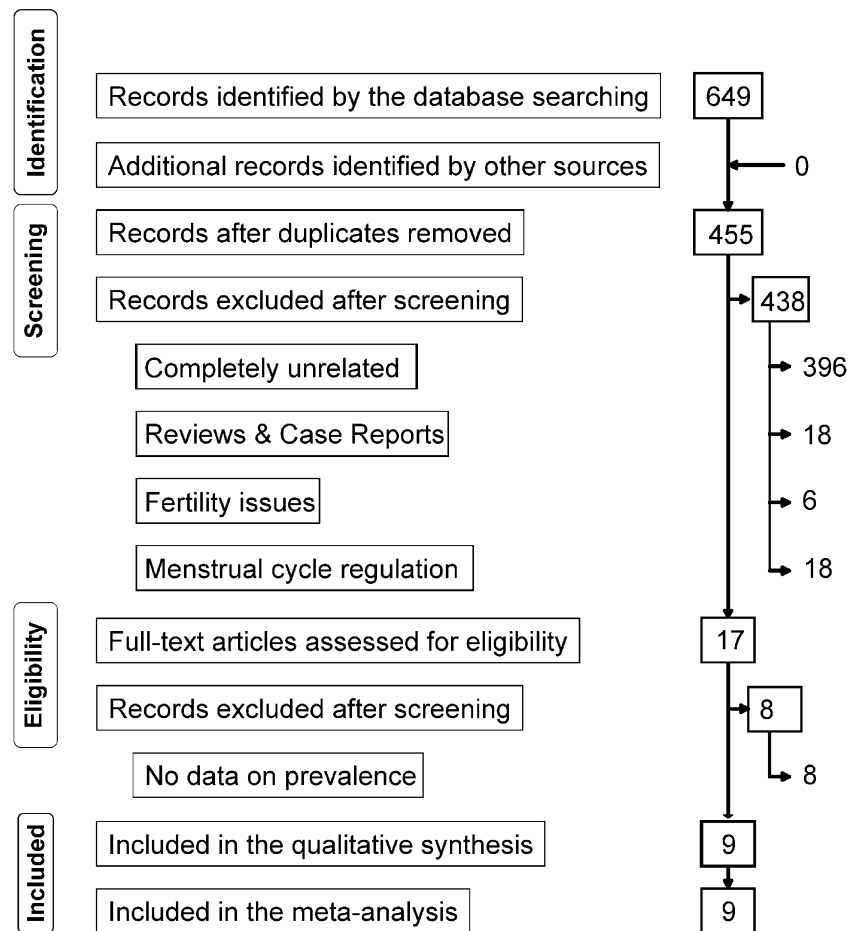 Identification
Records identified by the database searching 649
Additional records identified by other sources 0
Screening
Records after duplicates removed 455
Records excluded after screening 438
Completely unrelated 396
Reviews & Case Reports 18
Fertility issues 6
Menstrual cycle regulation 18
Eligibility
Full-text articles assessed for eligibility 17
Records excluded after screening 8
No data on prevalence 8
Included
Included in the qualitative synthesis 9
Included in the meta-analysis 9